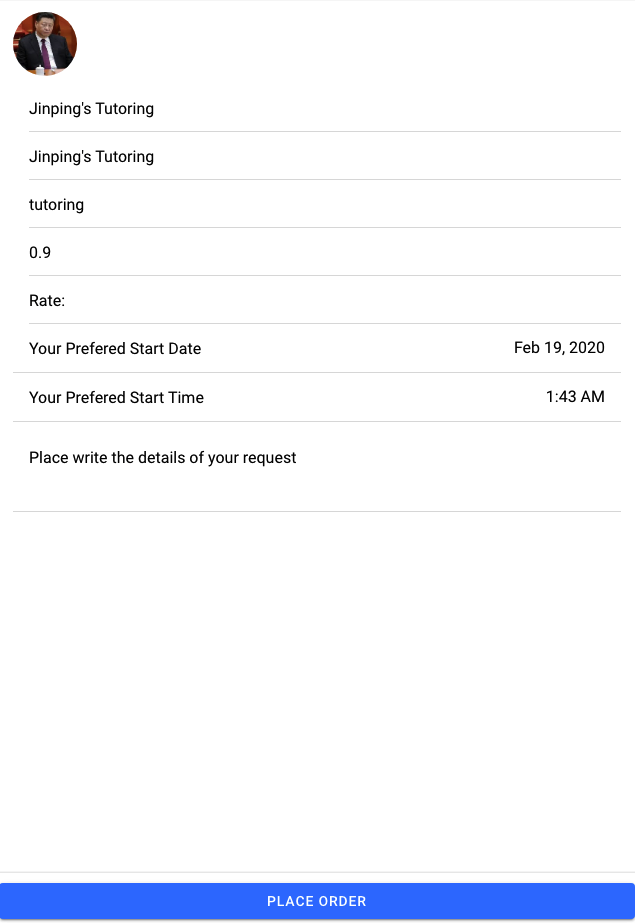 Jinping's Tutoring
Jinping's Tutoring
tutoring
0.9
Rate:
Your Prefered Start Date Feb 19, 2020
Your Prefered Start Time 1:43 AM
Place write the details of your request
PLACE ORDER